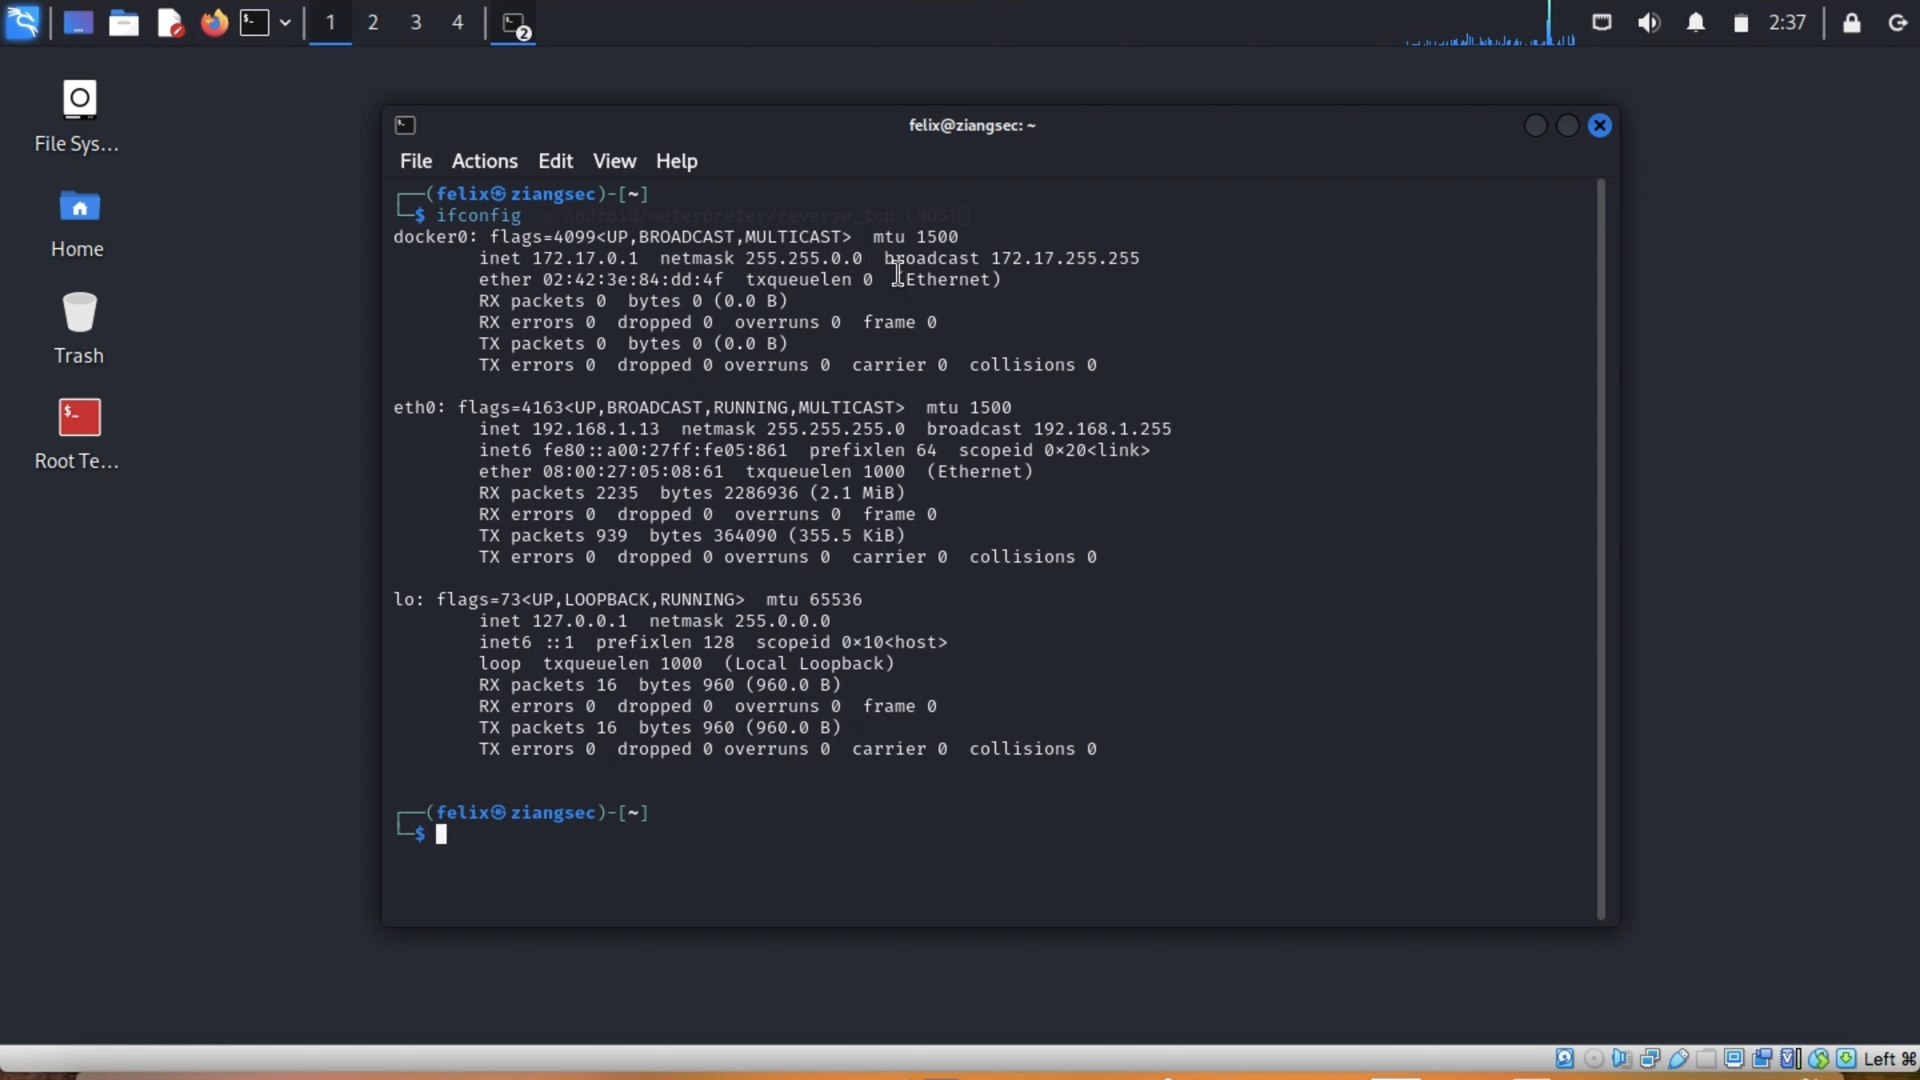 1 2 3 4 2 2:37
File Sys...
Home
Trash
Root Te...
felix@ziangsec: ~
File Actions Edit View Help
┌──(felix㉿ziangsec)-[~]
└─$ ifconfig -p android/meterpreter/reverse_tcp LHOST
docker0: flags=4099<UP,BROADCAST,MULTICAST>  mtu 1500
inet 172.17.0.1  netmask 255.255.0.0  broadcast 172.17.255.255
ether 02:42:3e:84:dd:4f  txqueuelen 0  (Ethernet)
RX packets 0  bytes 0 (0.0 B)
RX errors 0  dropped 0  overruns 0  frame 0
TX packets 0  bytes 0 (0.0 B)
TX errors 0  dropped 0 overruns 0  carrier 0  collisions 0
eth0: flags=4163<UP,BROADCAST,RUNNING,MULTICAST>  mtu 1500
inet 192.168.1.13  netmask 255.255.255.0  broadcast 192.168.1.255
inet6 fe80::a00:27ff:fe05:861  prefixlen 64  scopeid 0×20<link>
ether 08:00:27:05:08:61  txqueuelen 1000  (Ethernet)
RX packets 2235  bytes 2286936 (2.1 MiB)
RX errors 0  dropped 0  overruns 0  frame 0
TX packets 939  bytes 364090 (355.5 KiB)
TX errors 0  dropped 0 overruns 0  carrier 0  collisions 0
lo: flags=73<UP,LOOPBACK,RUNNING>  mtu 65536
inet 127.0.0.1  netmask 255.0.0.0
inet6 ::1  prefixlen 128  scopeid 0×10<host>
loop  txqueuelen 1000  (Local Loopback)
RX packets 16  bytes 960 (960.0 B)
RX errors 0  dropped 0  overruns 0  frame 0
TX packets 16  bytes 960 (960.0 B)
TX errors 0  dropped 0 overruns 0  carrier 0  collisions 0
┌──(felix㉿ziangsec)-[~]
└─$
Left ⌘